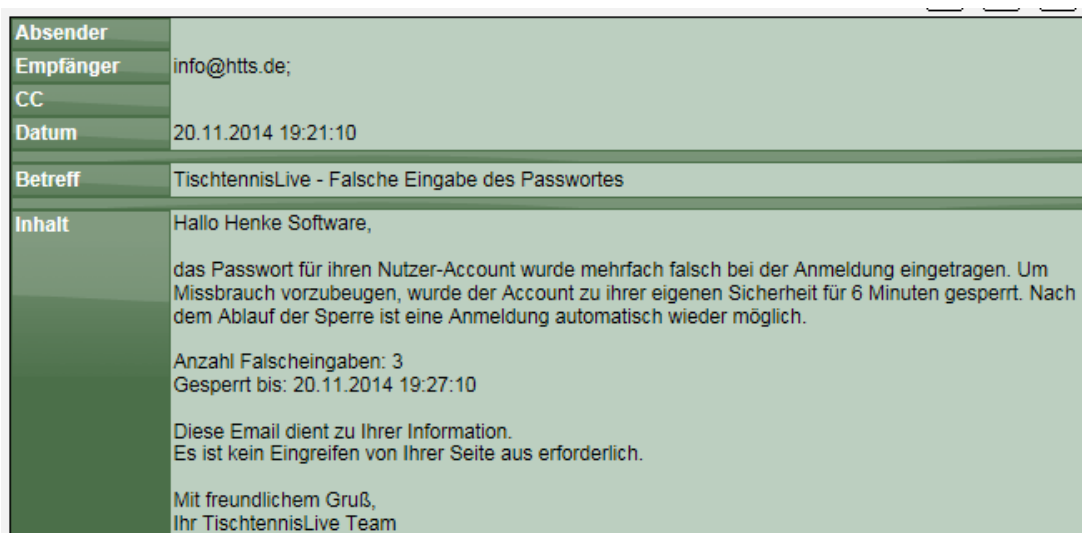 Absender
Empfänger info@htts.de;
CC
Datum 20.11.2014 19:21:10
Betreff TischtennisLive - Falsche Eingabe des Passwortes
Inhalt Hallo Henke Software,
das Passwort für ihren Nutzer-Account wurde mehrfach falsch bei der Anmeldung eingetragen. Um
Missbrauch vorzubeugen, wurde der Account zu ihrer eigenen Sicherheit für 6 Minuten gesperrt. Nach
dem Ablauf der Sperre ist eine Anmeldung automatisch wieder möglich.
Anzahl Falscheingaben: 3
Gesperrt bis: 20.11.2014 19:27:10
Diese Email dient zu Ihrer Information.
Es ist kein Eingreifen von Ihrer Seite aus erforderlich.
Mit freundlichem Gruß,
Ihr TischtennisLive Team